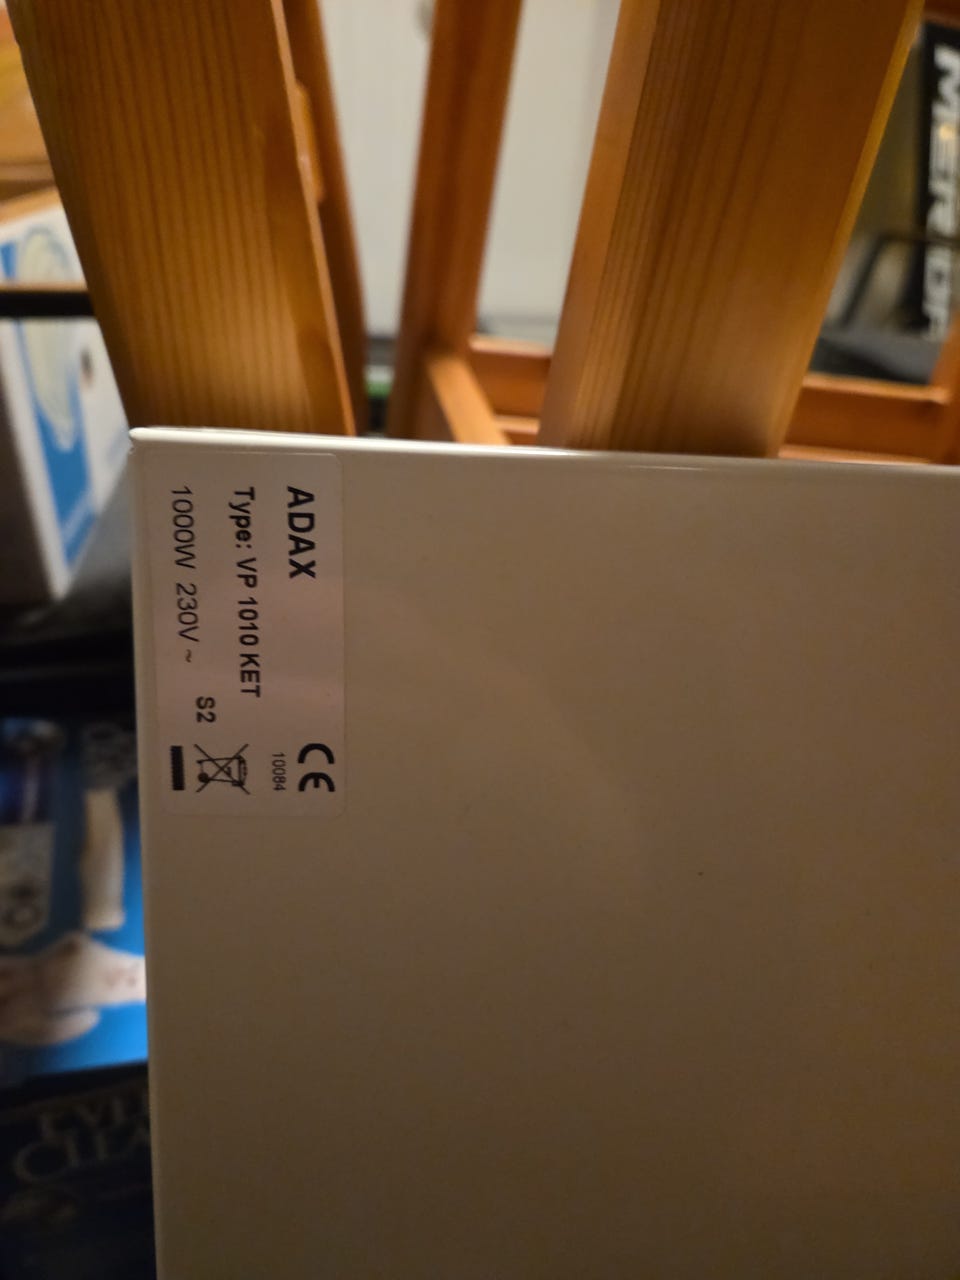 ADAX
Type: VP 1010 KET
1000W 230V ~
S2
CE
10084